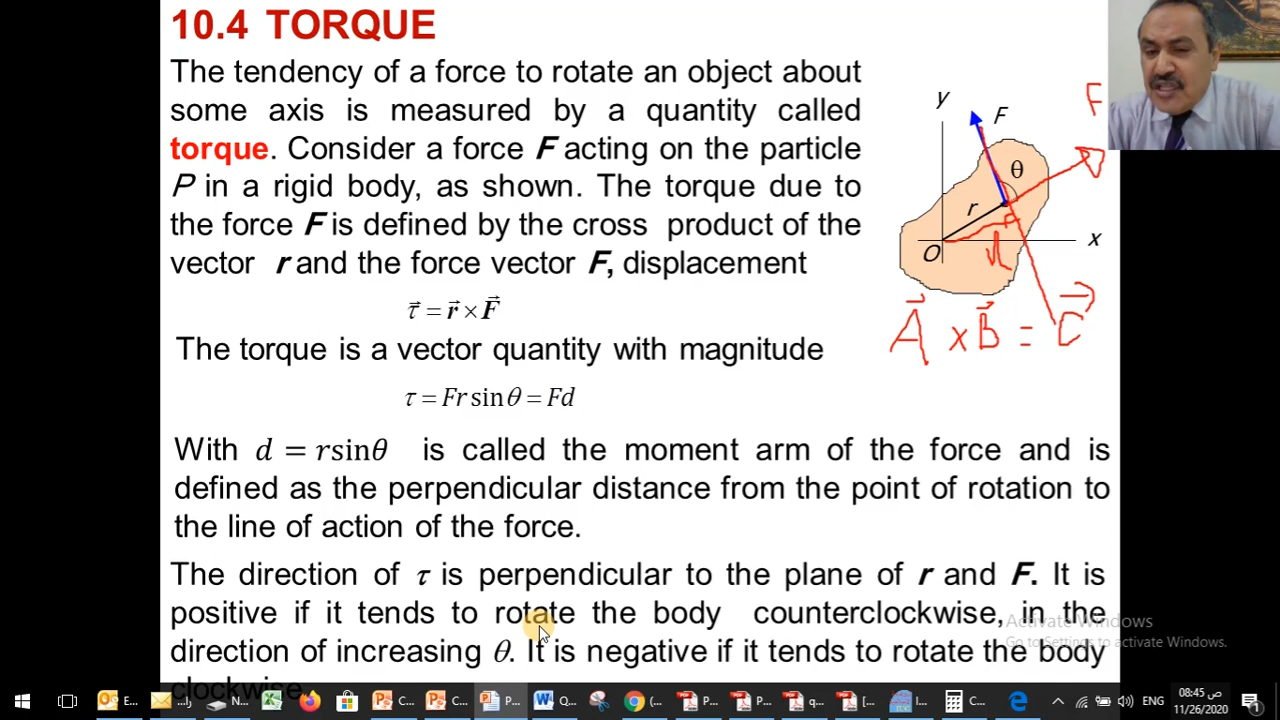 10.4 TORQUE
The tendency of a force to rotate an object about
some axis is measured by a quantity called
torque. Consider a force F acting on the particle
P in a rigid body, as shown. The torque due to
the force F is defined by the cross product of the
vector r and the force vector F, displacement
τ⃗ = r⃗ × F⃗
The torque is a vector quantity with magnitude
τ = Fr sin θ = Fd
With d = rsinθ is called the moment arm of the force and is
defined as the perpendicular distance from the point of rotation to
the line of action of the force.
The direction of τ is perpendicular to the plane of r and F. It is
positive if it tends to rotate the body counterclockwise, in the
direction of increasing θ. It is negative if it tends to rotate the body
clockwise.
y
F
F
θ
r
x
O
d
A⃗ × B⃗ = C⃗
Activate Windows
Go to Settings to activate Windows.
E...
N...
C...
C...
P...
Q...
(...
P...
P...
q...
[...
I...
C...
ENG
08:45 ص
11/26/2020
1